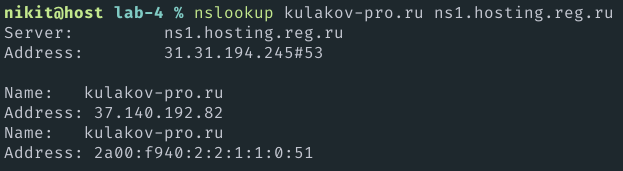 nikit@host lab-4 % nslookup kulakov-pro.ru ns1.hosting.reg.ru
Server:         ns1.hosting.reg.ru
Address:        31.31.194.245#53

Name:   kulakov-pro.ru
Address: 37.140.192.82
Name:   kulakov-pro.ru
Address: 2a00:f940:2:2:1:1:0:51